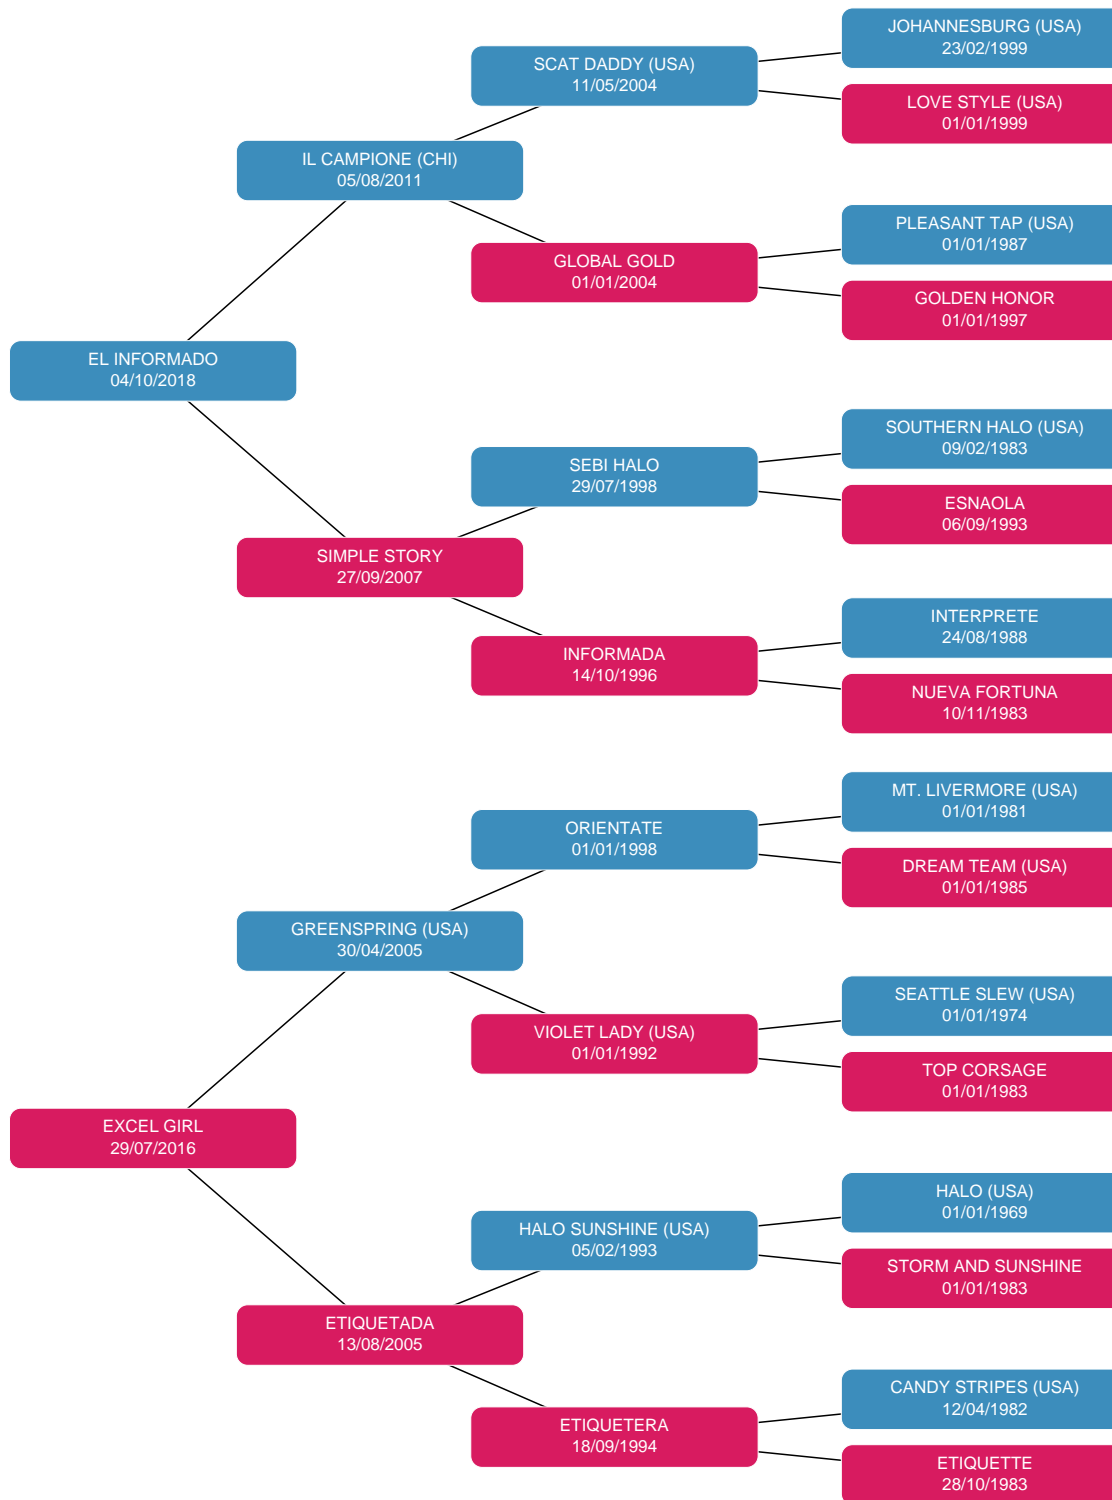 JOHANNESBURG (USA)
23/02/1999
SCAT DADDY (USA)
11/05/2004
LOVE STYLE (USA)
01/01/1999
IL CAMPIONE (CHI)
05/08/2011
PLEASANT TAP (USA)
01/01/1987
GLOBAL GOLD
01/01/2004
GOLDEN HONOR
01/01/1997
EL INFORMADO
04/10/2018
SOUTHERN HALO (USA)
09/02/1983
SEBI HALO
29/07/1998
ESNAOLA
06/09/1993
SIMPLE STORY
27/09/2007
INTERPRETE
24/08/1988
INFORMADA
14/10/1996
NUEVA FORTUNA
10/11/1983
MT. LIVERMORE (USA)
01/01/1981
ORIENTATE
01/01/1998
DREAM TEAM (USA)
01/01/1985
GREENSPRING (USA)
30/04/2005
SEATTLE SLEW (USA)
01/01/1974
VIOLET LADY (USA)
01/01/1992
TOP CORSAGE
01/01/1983
EXCEL GIRL
29/07/2016
HALO (USA)
01/01/1969
HALO SUNSHINE (USA)
05/02/1993
STORM AND SUNSHINE
01/01/1983
ETIQUETADA
13/08/2005
CANDY STRIPES (USA)
12/04/1982
ETIQUETERA
18/09/1994
ETIQUETTE
28/10/1983